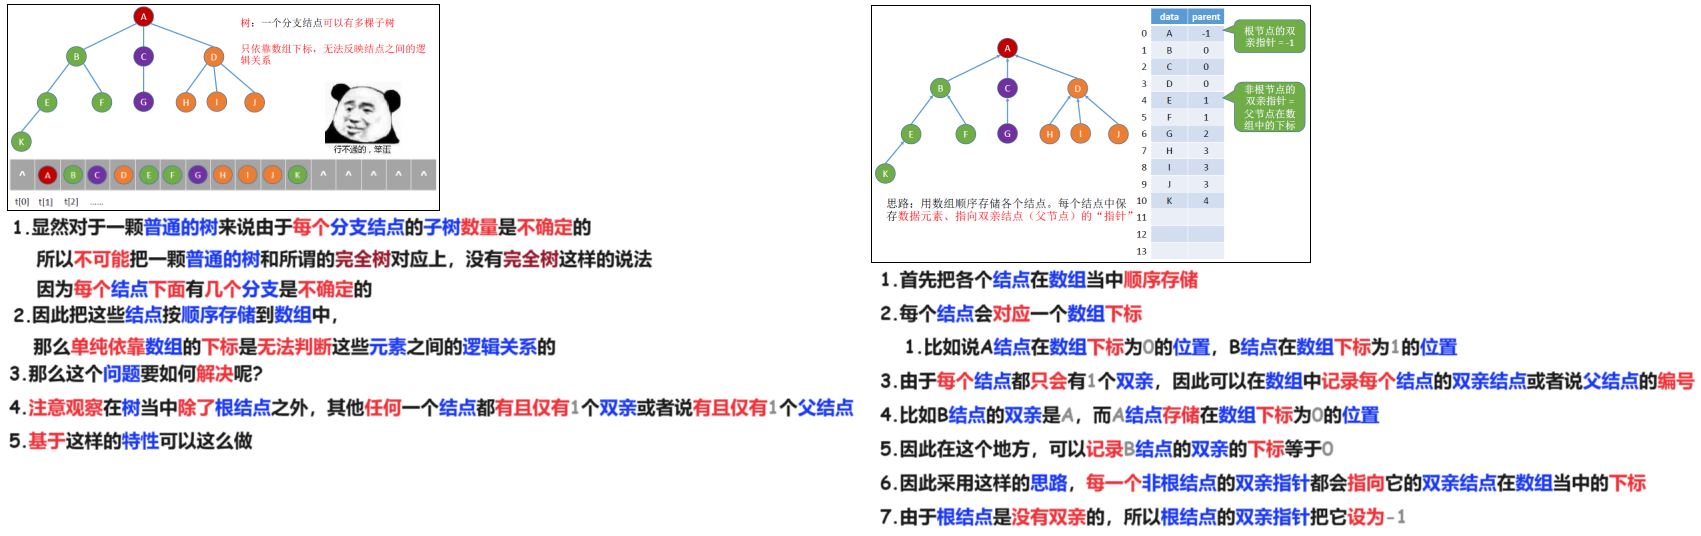 A
树：一个分支结点可以有多棵子树
只依靠数组下标，无法反映结点之间的逻
辑关系
B
C
D
E
F
G
H
I
J
K
行不通的，笨蛋
^ A B C D E F G H I J K ^ ^ ^ ^ ^
t[0] t[1] t[2] ......
1.显然对于一颗普通的树来说由于每个分支结点的子树数量是不确定的
所以不可能把一颗普通的树和所谓的完全树对应上，没有完全树这样的说法
因为每个结点下面有几个分支是不确定的
2.因此把这些结点按顺序存储到数组中，
那么单纯依靠数组的下标是无法判断这些元素之间的逻辑关系的
3.那么这个问题要如何解决呢?
4.注意观察在树当中除了根结点之外，其他任何一个结点都有且仅有1个双亲或者说有且仅有1个父结点
5.基于这样的特性可以这么做
A
B
C
D
E
F
G
H
I
J
K
思路：用数组顺序存储各个结点。每个结点中保
存数据元素、指向双亲结点（父节点）的“指针”
data parent
0 A -1
1 B 0
2 C 0
3 D 0
4 E 1
5 F 1
6 G 2
7 H 3
8 I 3
9 J 3
10 K 4
11
12
13
根节点的双
亲指针 = -1
非根节点的
双亲指针 =
父节点在数
组中的下标
1.首先把各个结点在数组当中顺序存储
2.每个结点会对应一个数组下标
1.比如说A结点在数组下标为0的位置，B结点在数组下标为1的位置
3.由于每个结点都只会有1个双亲，因此可以在数组中记录每个结点的双亲结点或者说父结点的编号
4.比如B结点的双亲是A，而A结点存储在数组下标为0的位置
5.因此在这个地方，可以记录B结点的双亲的下标等于0
6.因此采用这样的思路，每一个非根结点的双亲指针都会指向它的双亲结点在数组当中的下标
7.由于根结点是没有双亲的，所以根结点的双亲指针把它设为-1